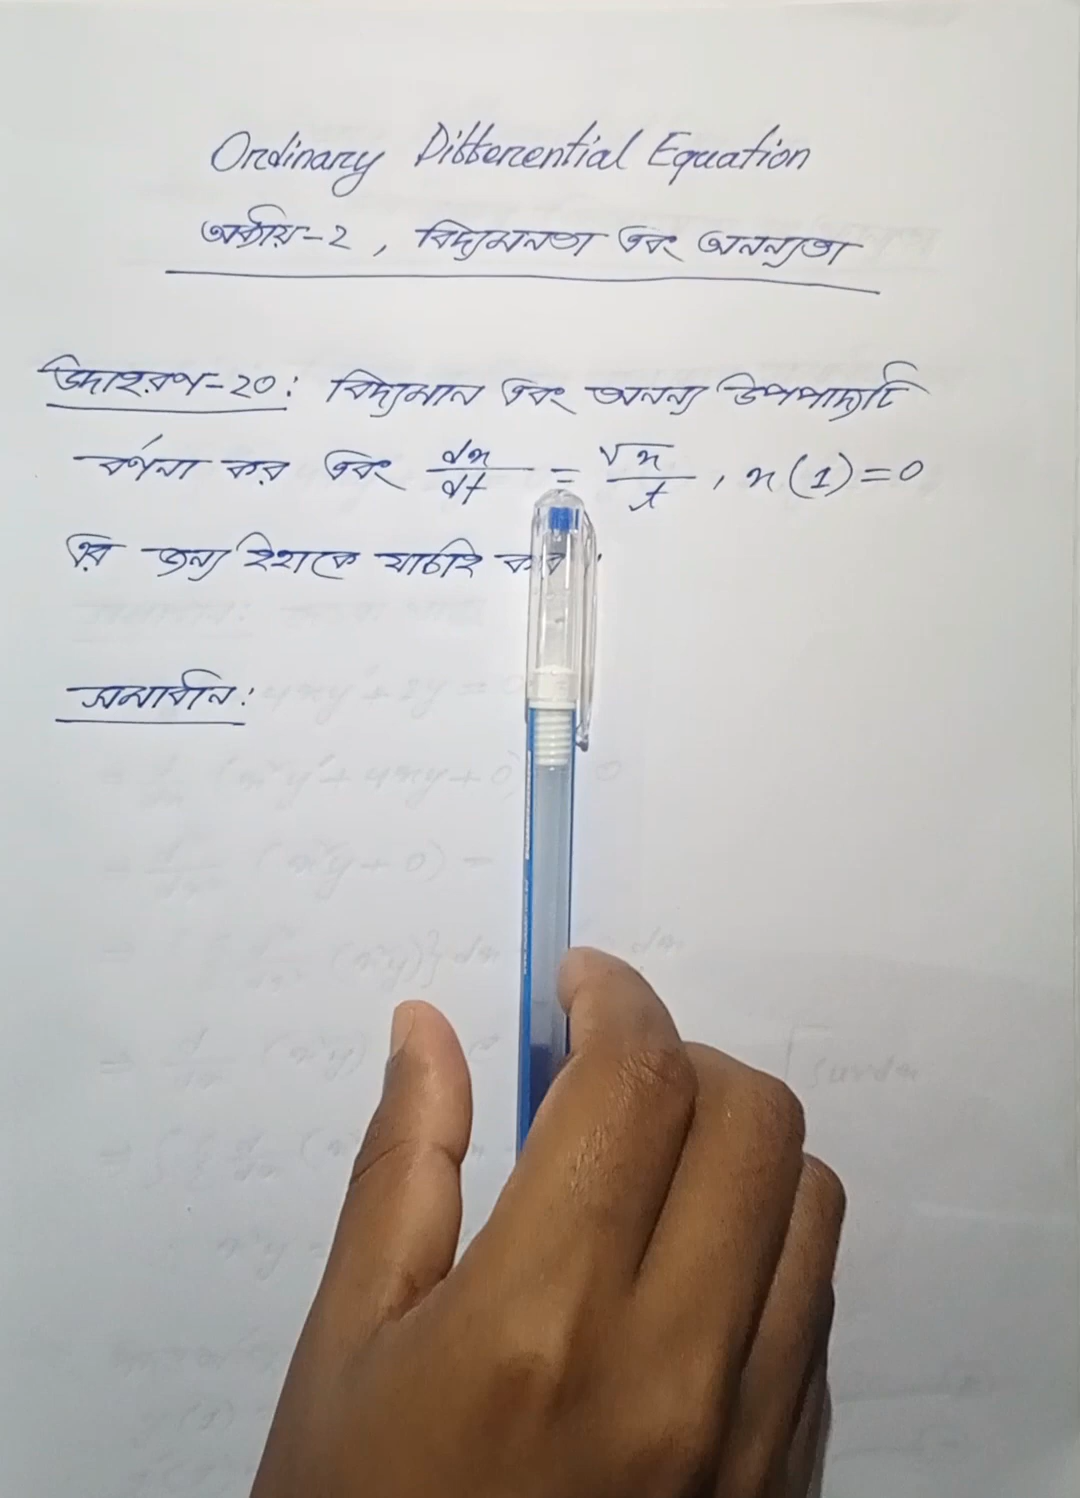 Ordinary Differential Equation
অধ্যায়-2, বিদ্যমানতা এবং অনন্যতা
উদাহরণ-20: বিদ্যমান এবং অনন্য উপপাদ্যটি
বর্ণনা কর এবং dx/dt = √x/t, x(1)=0
এর জন্য ইহাকে যাচাই কর।
সমাধান: